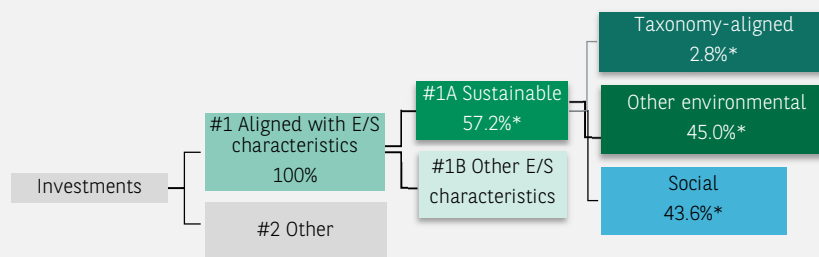 Taxonomy-aligned
2.8%*
#1A Sustainable
57.2%*
Other environmental
45.0%*
#1 Aligned with E/S
characteristics
100%
#1B Other E/S
characteristics
Social
43.6%*
Investments
#2 Other